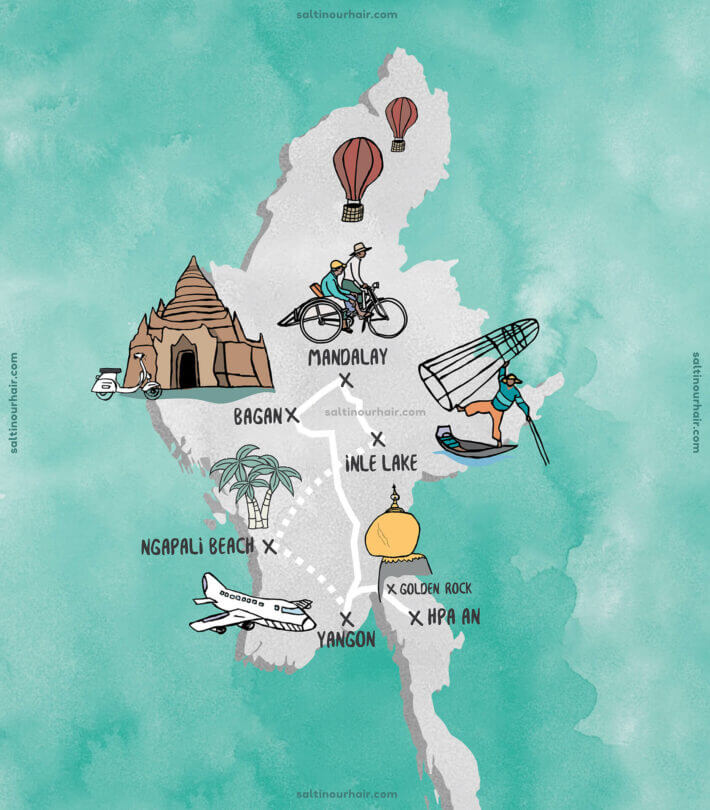 saltinourhair.com
MANDALAY
BAGAN
saltinourhair.com
saltinourhair.com
saltinourhair.com
iNLE LAKE
NGAPALi BEACH
GOLDEN ROCK
HPA AN
YANGON
saltinourhair.com